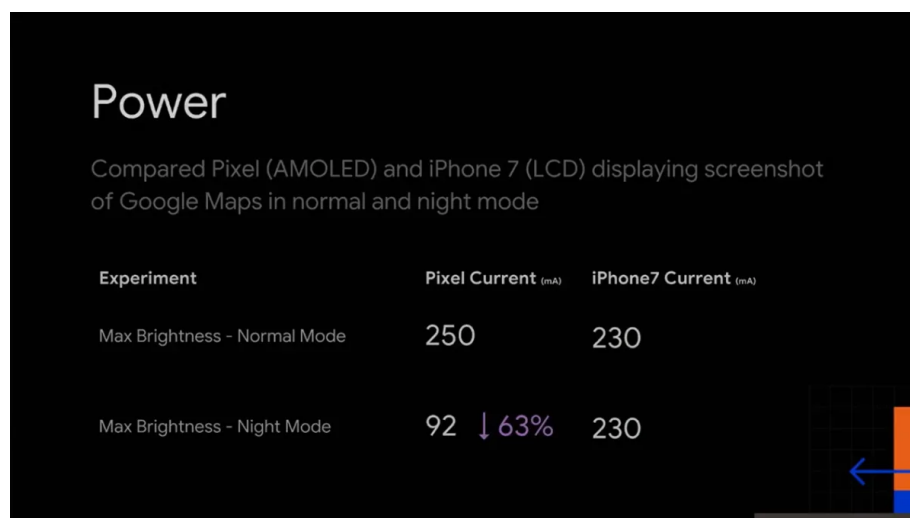 Power
Compared Pixel (AMOLED) and iPhone 7 (LCD) displaying screenshot
of Google Maps in normal and night mode
Experiment Pixel Current (mA) iPhone7 Current (mA)
Max Brightness - Normal Mode 250 230
Max Brightness - Night Mode 92 ↓ 63% 230